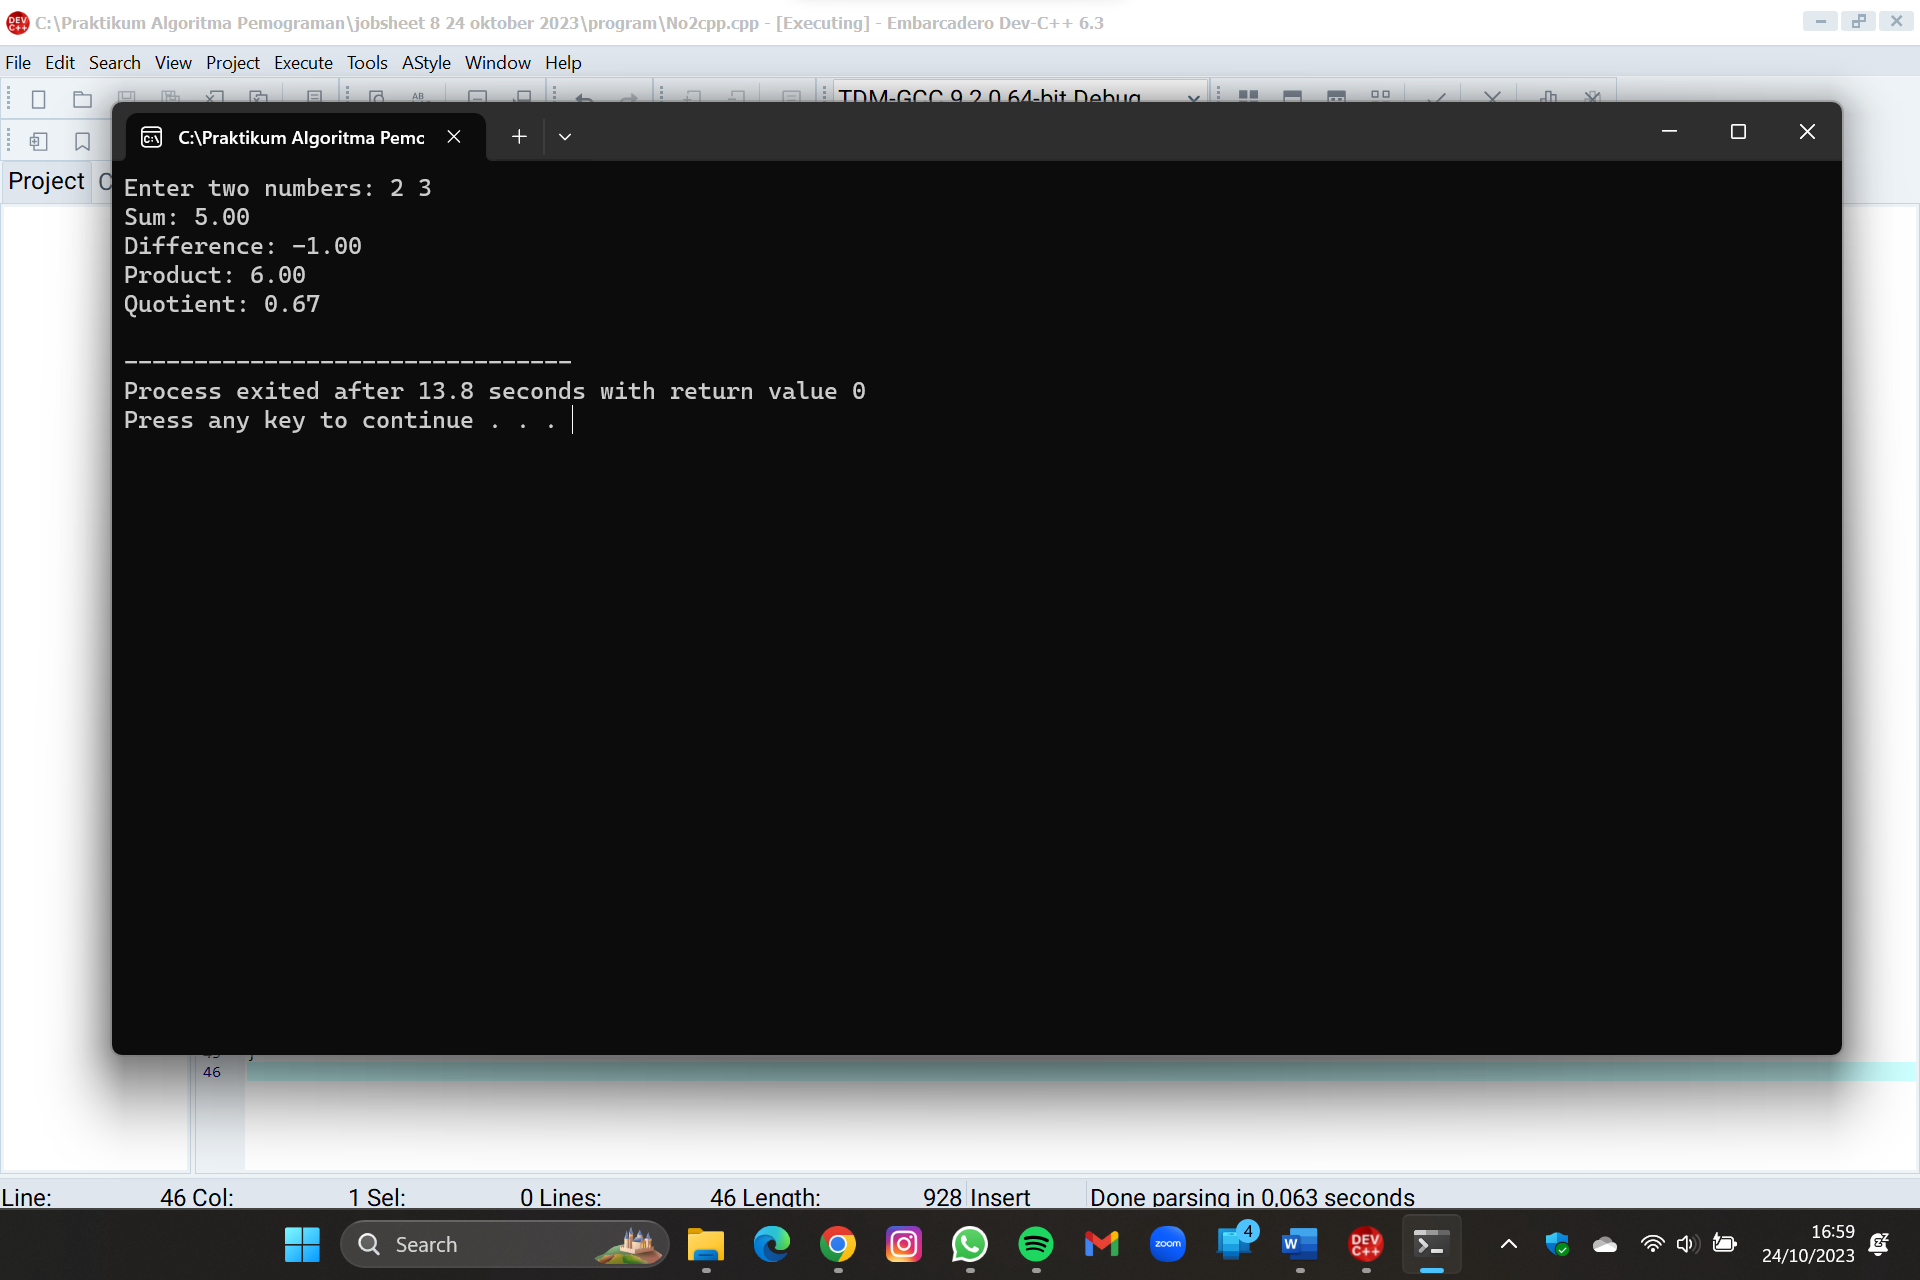 C:\Praktikum Algoritma Pemograman\jobsheet 8 24 oktober 2023\program\No2cpp.cpp - [Executing] - Embarcadero Dev-C++ 6.3
File Edit Search View Project Execute Tools AStyle Window Help
TDM-GCC 9.2.0 64-bit Debug
C:\Praktikum Algoritma Pemc
Project
Enter two numbers: 2 3
Sum: 5.00
Difference: -1.00
Product: 6.00
Quotient: 0.67
--------------------------------
Process exited after 13.8 seconds with return value 0
Press any key to continue . . .
46
Line: 46 Col: 1 Sel: 0 Lines: 46 Length: 928 Insert Done parsing in 0,063 seconds
Search
zoom
4
W
DEV C++
16:59
24/10/2023